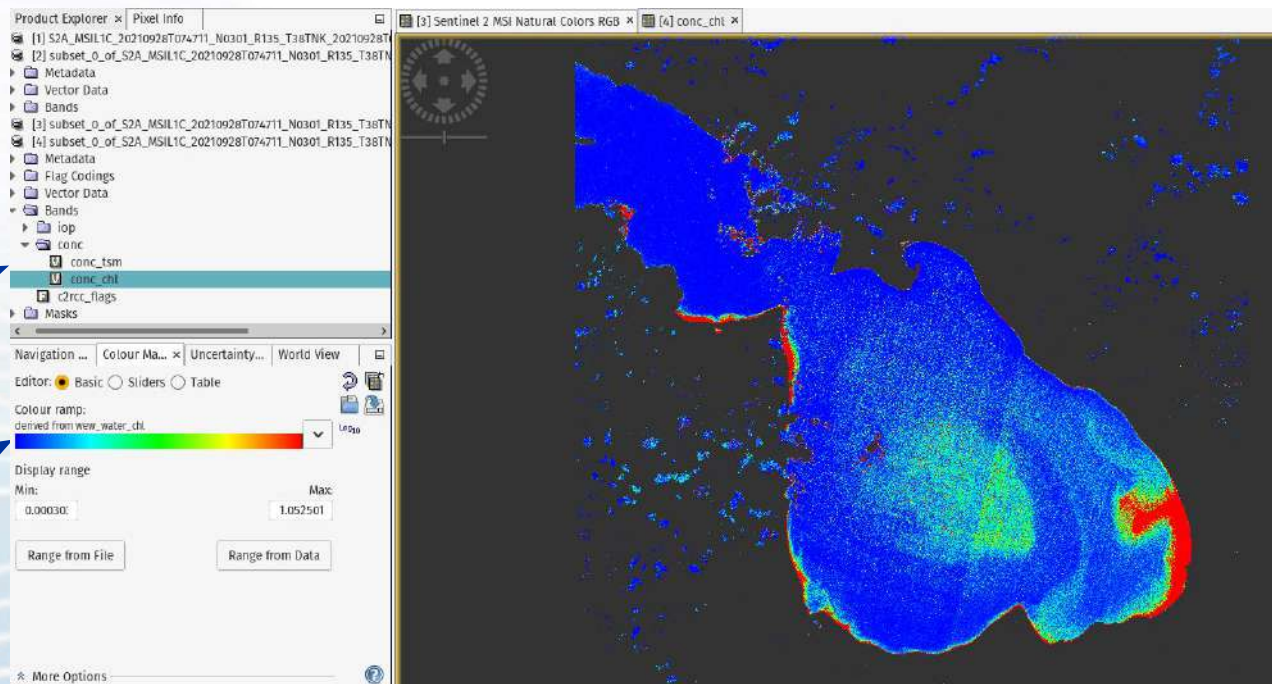 Product Explorer × Pixel Info
[1] S2A_MSIL1C_20210928T074711_N0301_R135_T38TNK_20210928T
[2] subset_0_of_S2A_MSIL1C_20210928T074711_N0301_R135_T38TN
Metadata
Vector Data
Bands
[3] subset_0_of_S2A_MSIL1C_20210928T074711_N0301_R135_T38TN
[4] subset_0_of_S2A_MSIL1C_20210928T074711_N0301_R135_T38TN
Metadata
Flag Codings
Vector Data
Bands
iop
conc
conc_tsm
conc_chl
c2rcc_flags
Masks
Navigation ... Colour Ma... × Uncertainty... World View
Editor: Basic Sliders Table
Colour ramp:
derived from wew_water_chl
Log10
Display range
Min: Max:
0.00030: 1.052501
Range from File Range from Data
More Options
[3] Sentinel 2 MSI Natural Colors RGB × [4] conc_chl ×